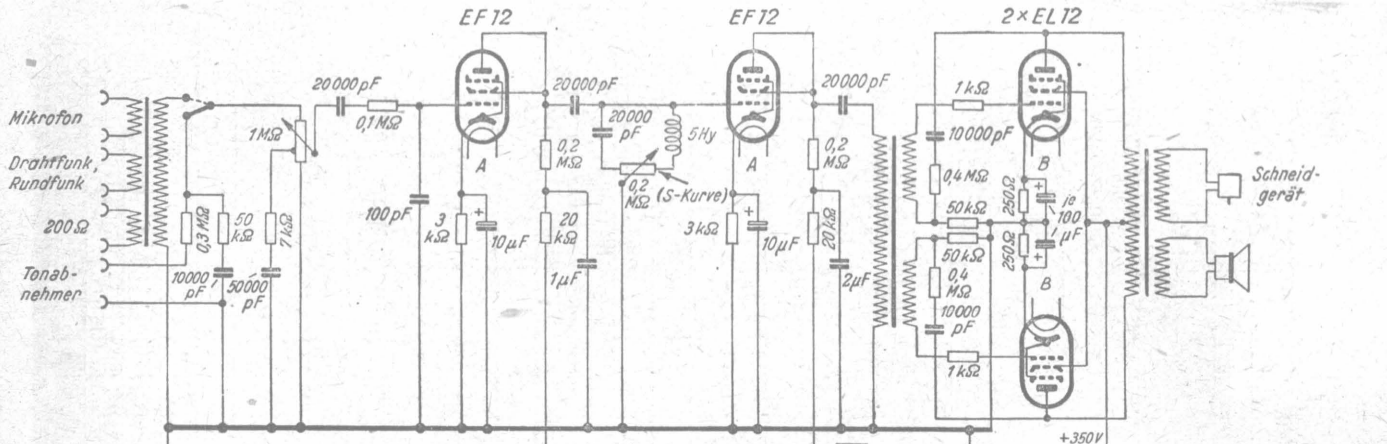 EF 12
EF 12
2 × EL 12
Mikrofon
Drahtfunk,
Rundfunk
200Ω
Tonab-
nehmer
0,3 MΩ
50
kΩ
10000
pF
50000
pF
7 kΩ
1 MΩ
20000 pF
0,1 MΩ
100 pF
A
3
kΩ
+
10 µF
0,2
MΩ
20
kΩ
1 µF
20000 pF
20000
pF
5 Hy
0,2
MΩ
(S-Kurve)
A
3 kΩ
+
10 µF
20000 pF
0,2
MΩ
20 kΩ
2 µF
1 kΩ
10000 pF
0,4 MΩ
50 kΩ
50 kΩ
0,4
MΩ
10000
pF
1 kΩ
B
250Ω
+
je
100
µF
250Ω
+
B
+350V
Schneid-
gerät